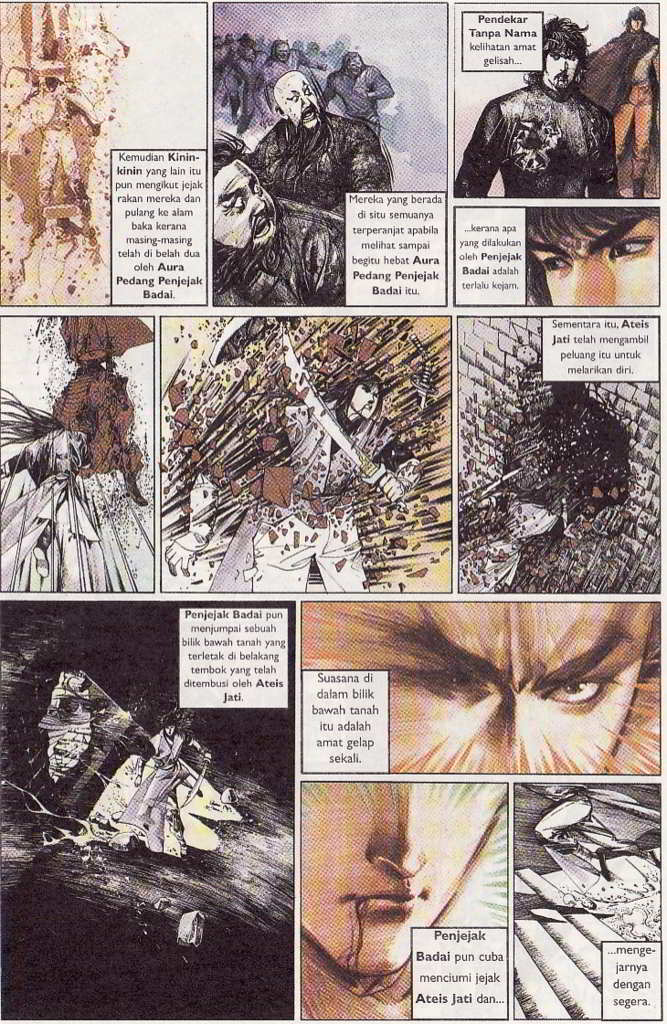 Kemudian Kinin-
kinin yang lain itu
pun mengikut jejak
rakan mereka dan
pulang ke alam
baka kerana
masing-masing
telah di belah dua
oleh Aura
Pedang Penjejak
Badai.
Mereka yang berada
di situ semuanya
terperanjat apabila
melihat sampai
begitu hebat Aura
Pedang Penjejak
Badai itu.
Pendekar
Tanpa Nama
kelihatan amat
gelisah...
...kerana apa
yang dilakukan
oleh Penjejak
Badai adalah
terlalu kejam.
Sementara itu, Ateis
Jati telah mengambil
peluang itu untuk
melarikan diri.
Penjejak Badai pun
menjumpai sebuah
bilik bawah tanah yang
terletak di belakang
tembok yang telah
ditembusi oleh Ateis
Jati.
Suasana di
dalam bilik
bawah tanah
itu adalah
amat gelap
sekali.
Penjejak
Badai pun cuba
menciumi jejak
Ateis Jati dan...
...menge-
jarnya
dengan
segera.